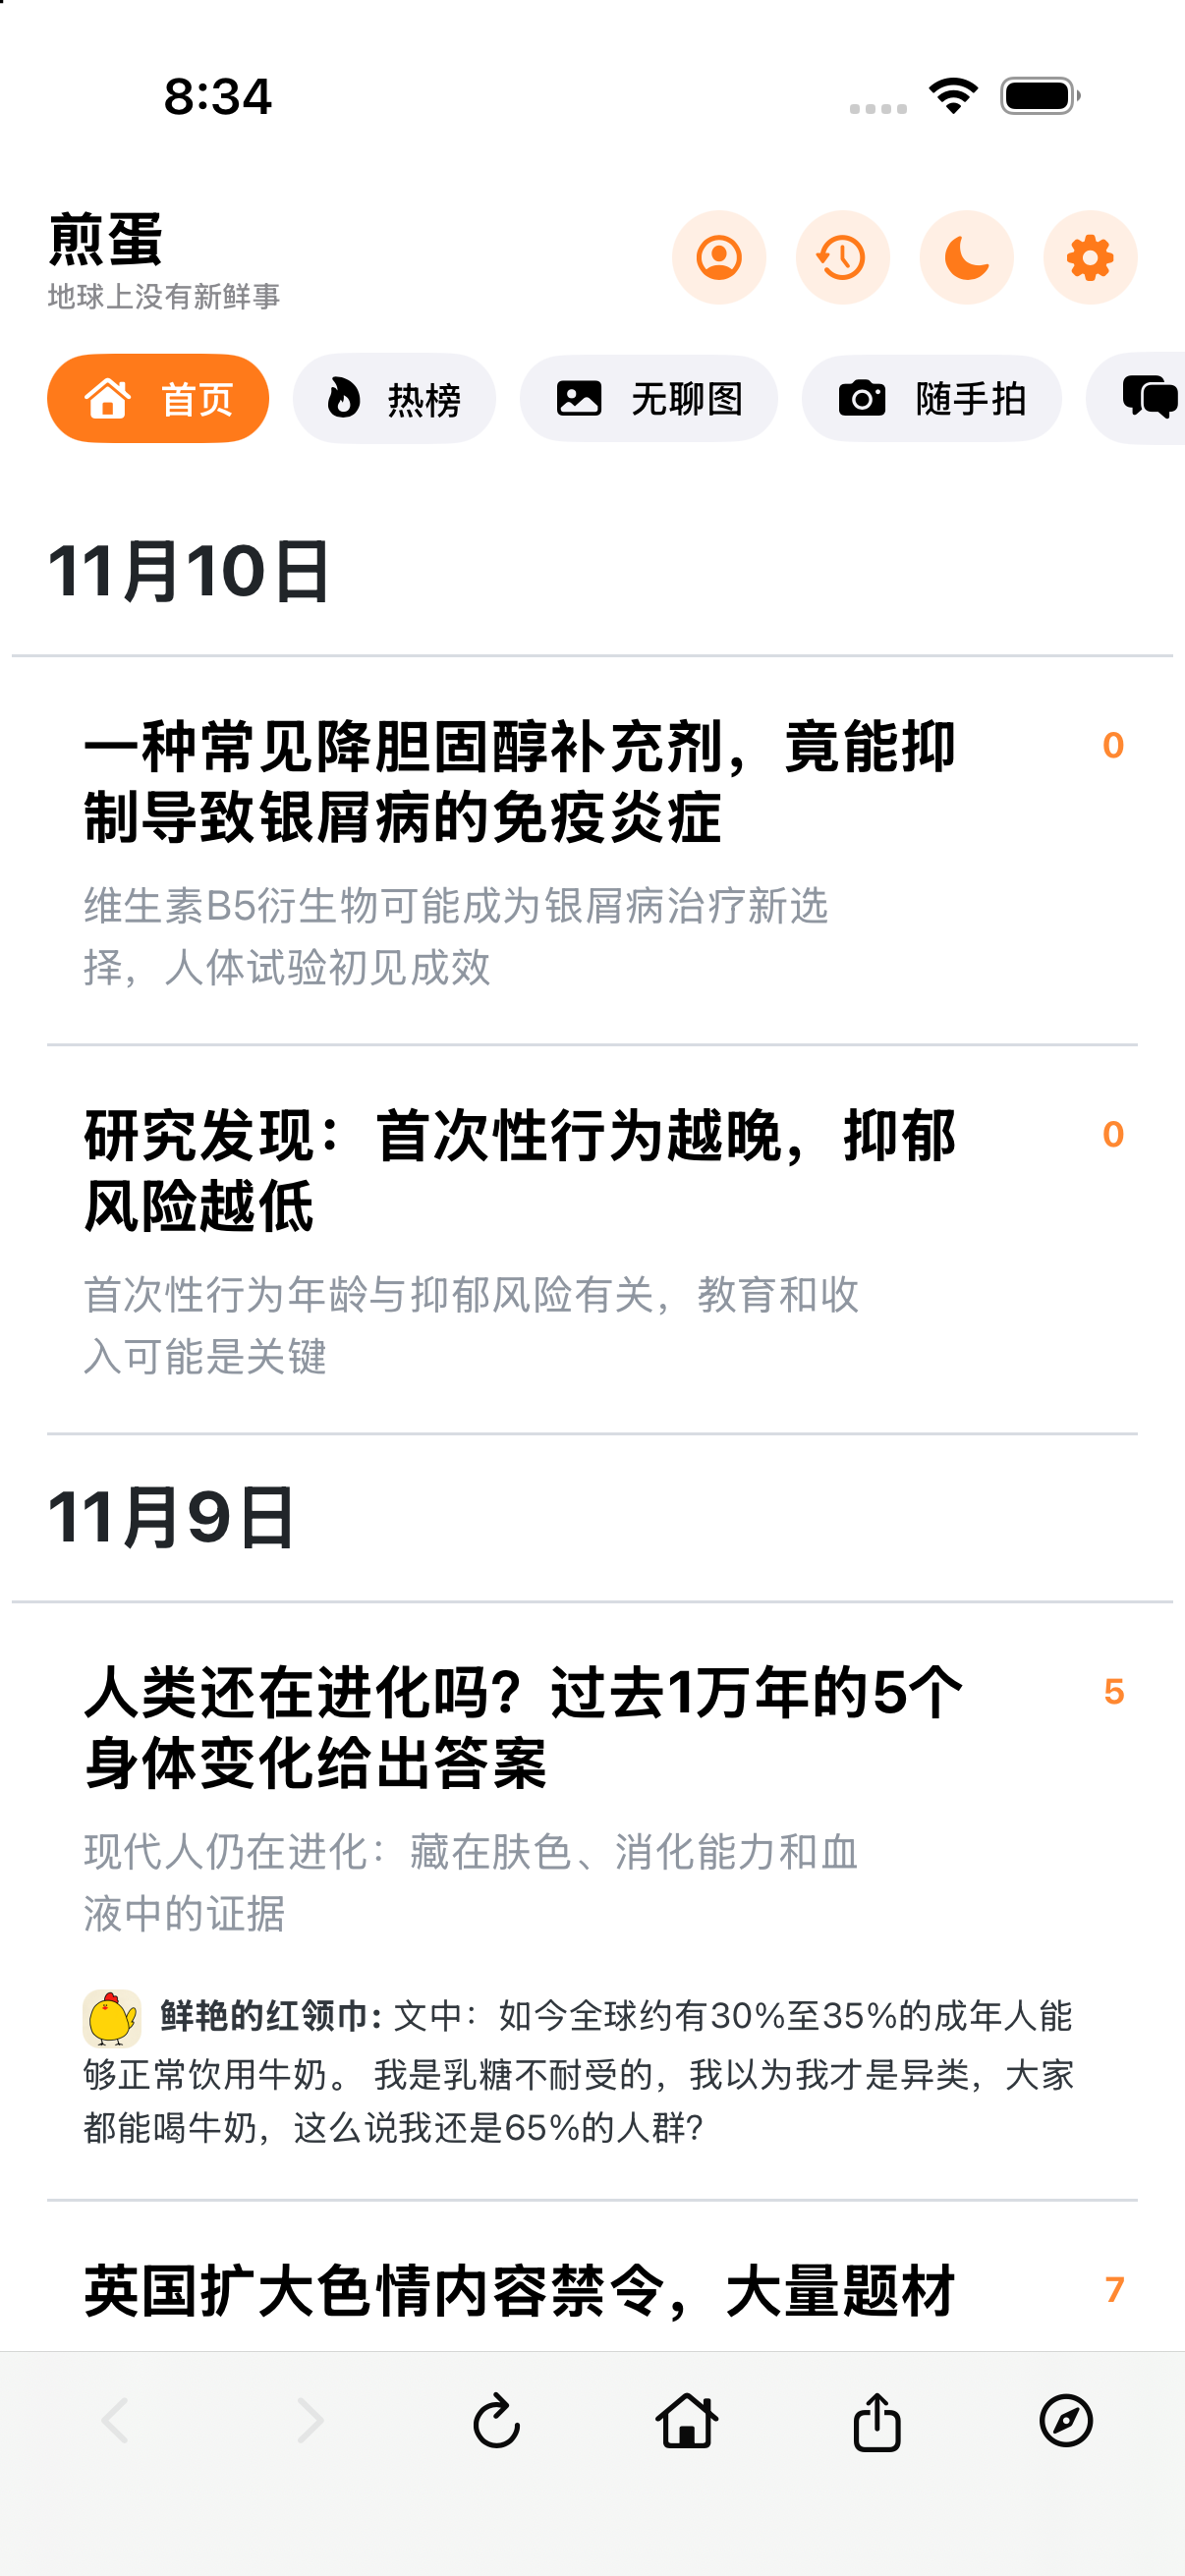 8:34
煎蛋
地球上没有新鲜事
首页
热榜
无聊图
随手拍
11月10日
一种常见降胆固醇补充剂，竟能抑
0
制导致银屑病的免疫炎症
维生素B5衍生物可能成为银屑病治疗新选
择，人体试验初见成效
研究发现：首次性行为越晚，抑郁
0
风险越低
首次性行为年龄与抑郁风险有关，教育和收
入可能是关键
11月9日
人类还在进化吗？过去1万年的5个
5
身体变化给出答案
现代人仍在进化：藏在肤色、消化能力和血
液中的证据
鲜艳的红领巾: 文中：如今全球约有30%至35%的成年人能
够正常饮用牛奶。 我是乳糖不耐受的，我以为我才是异类，大家
都能喝牛奶，这么说我还是65%的人群?
英国扩大色情内容禁令，大量题材
7